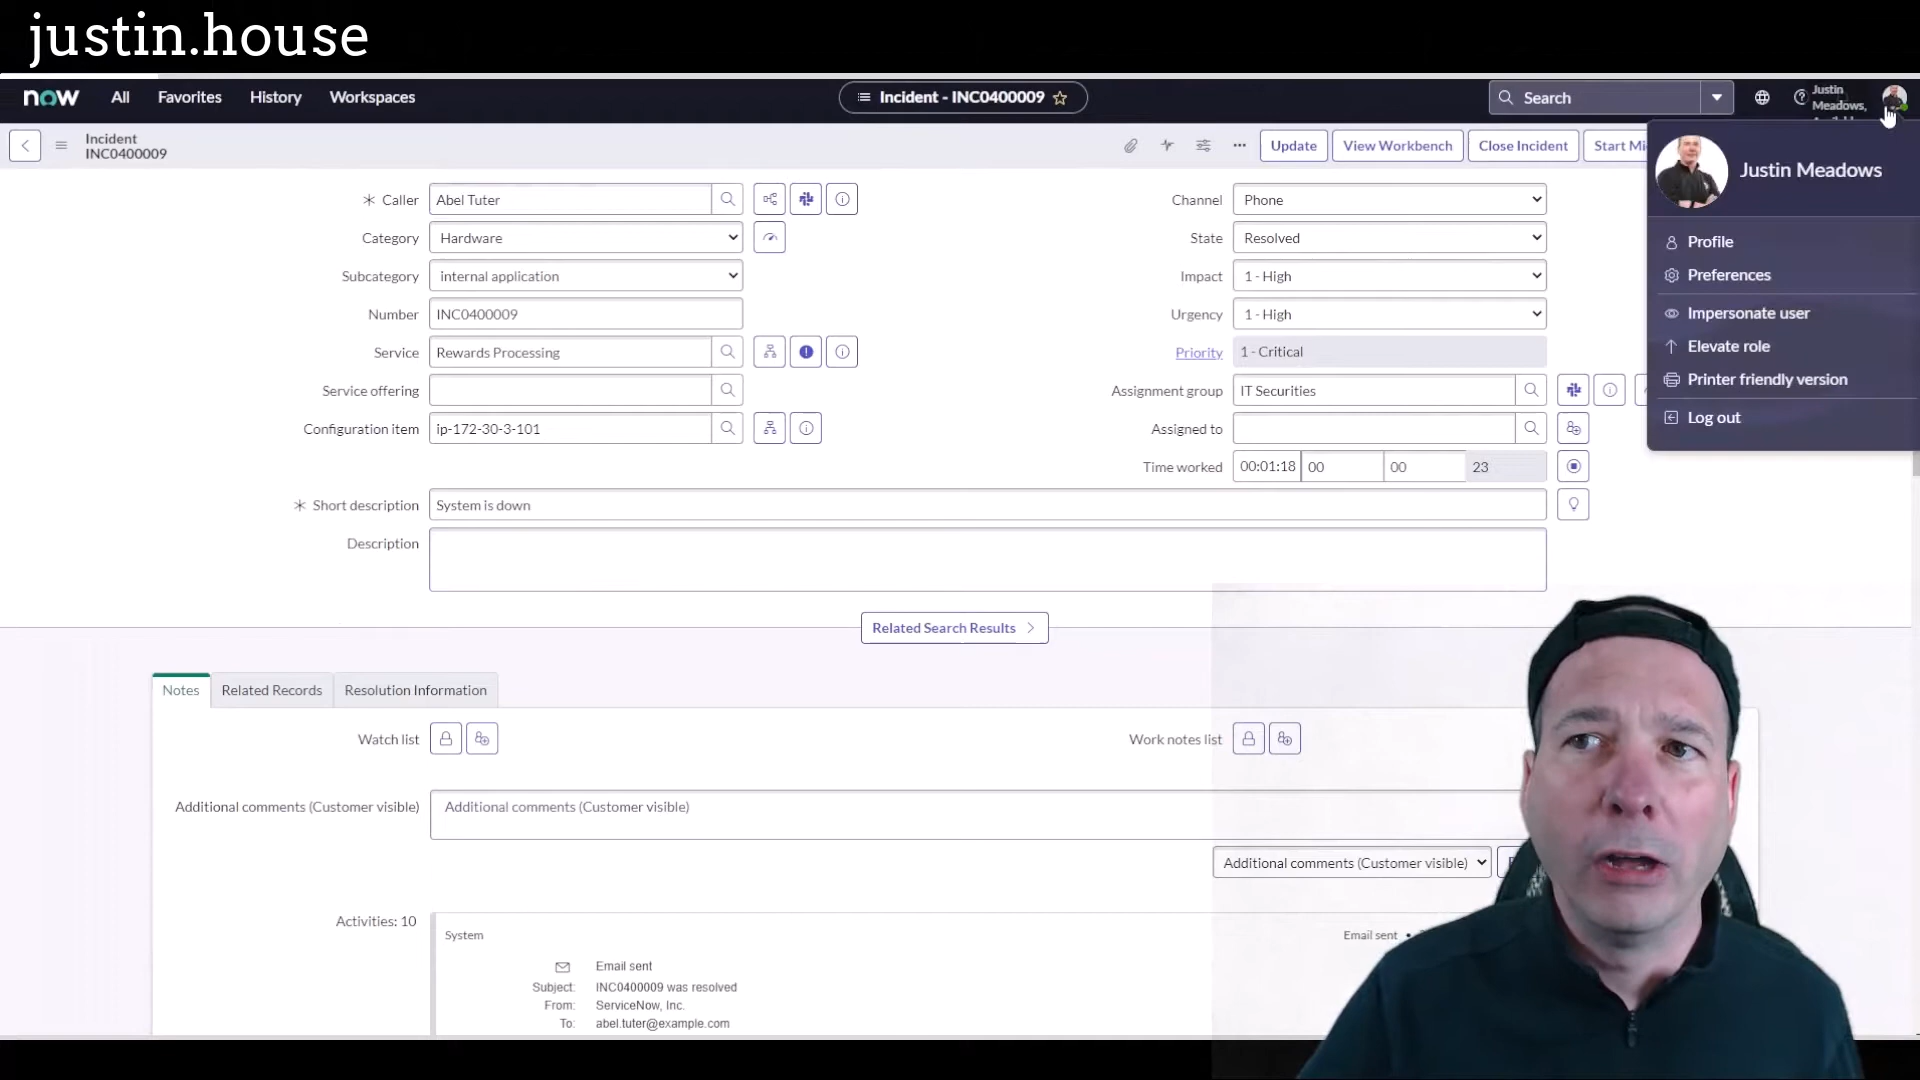 justin.house
now All Favorites History Workspaces
Incident - INC0400009
Search
Justin
Meadows,
Incident
INC0400009
Update View Workbench Close Incident
Justin Meadows
Profile
Preferences
Impersonate user
Elevate role
Printer friendly version
Log out
Caller Abel Tuter
Category Hardware
Subcategory internal application
Number INC0400009
Service Rewards Processing
Service offering
Configuration item ip-172-30-3-101
Channel Phone
State Resolved
Impact 1 - High
Urgency 1 - High
Priority 1 - Critical
Assignment group IT Securities
Assigned to
Time worked 00:01:18 00 00 23
Short description System is down
Description
Related Search Results
Notes Related Records Resolution Information
Watch list
Work notes list
Additional comments (Customer visible) Additional comments (Customer visible)
Additional comments (Customer visible)
Activities: 10
System
Email sent •
Email sent
Subject: INC0400009 was resolved
From: ServiceNow, Inc.
To: abel.tuter@example.com